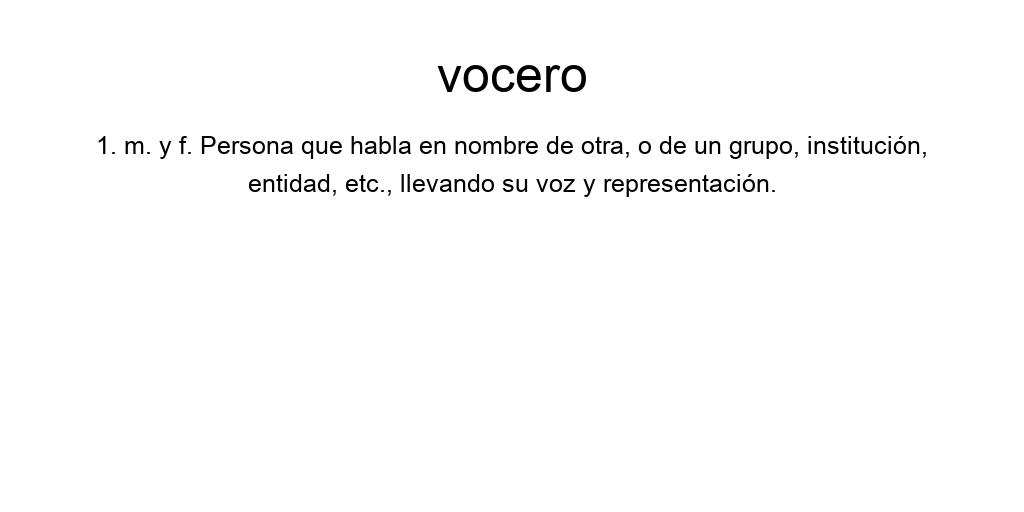 vocero
1. m. y f. Persona que habla en nombre de otra, o de un grupo, institución,
entidad, etc., llevando su voz y representación.